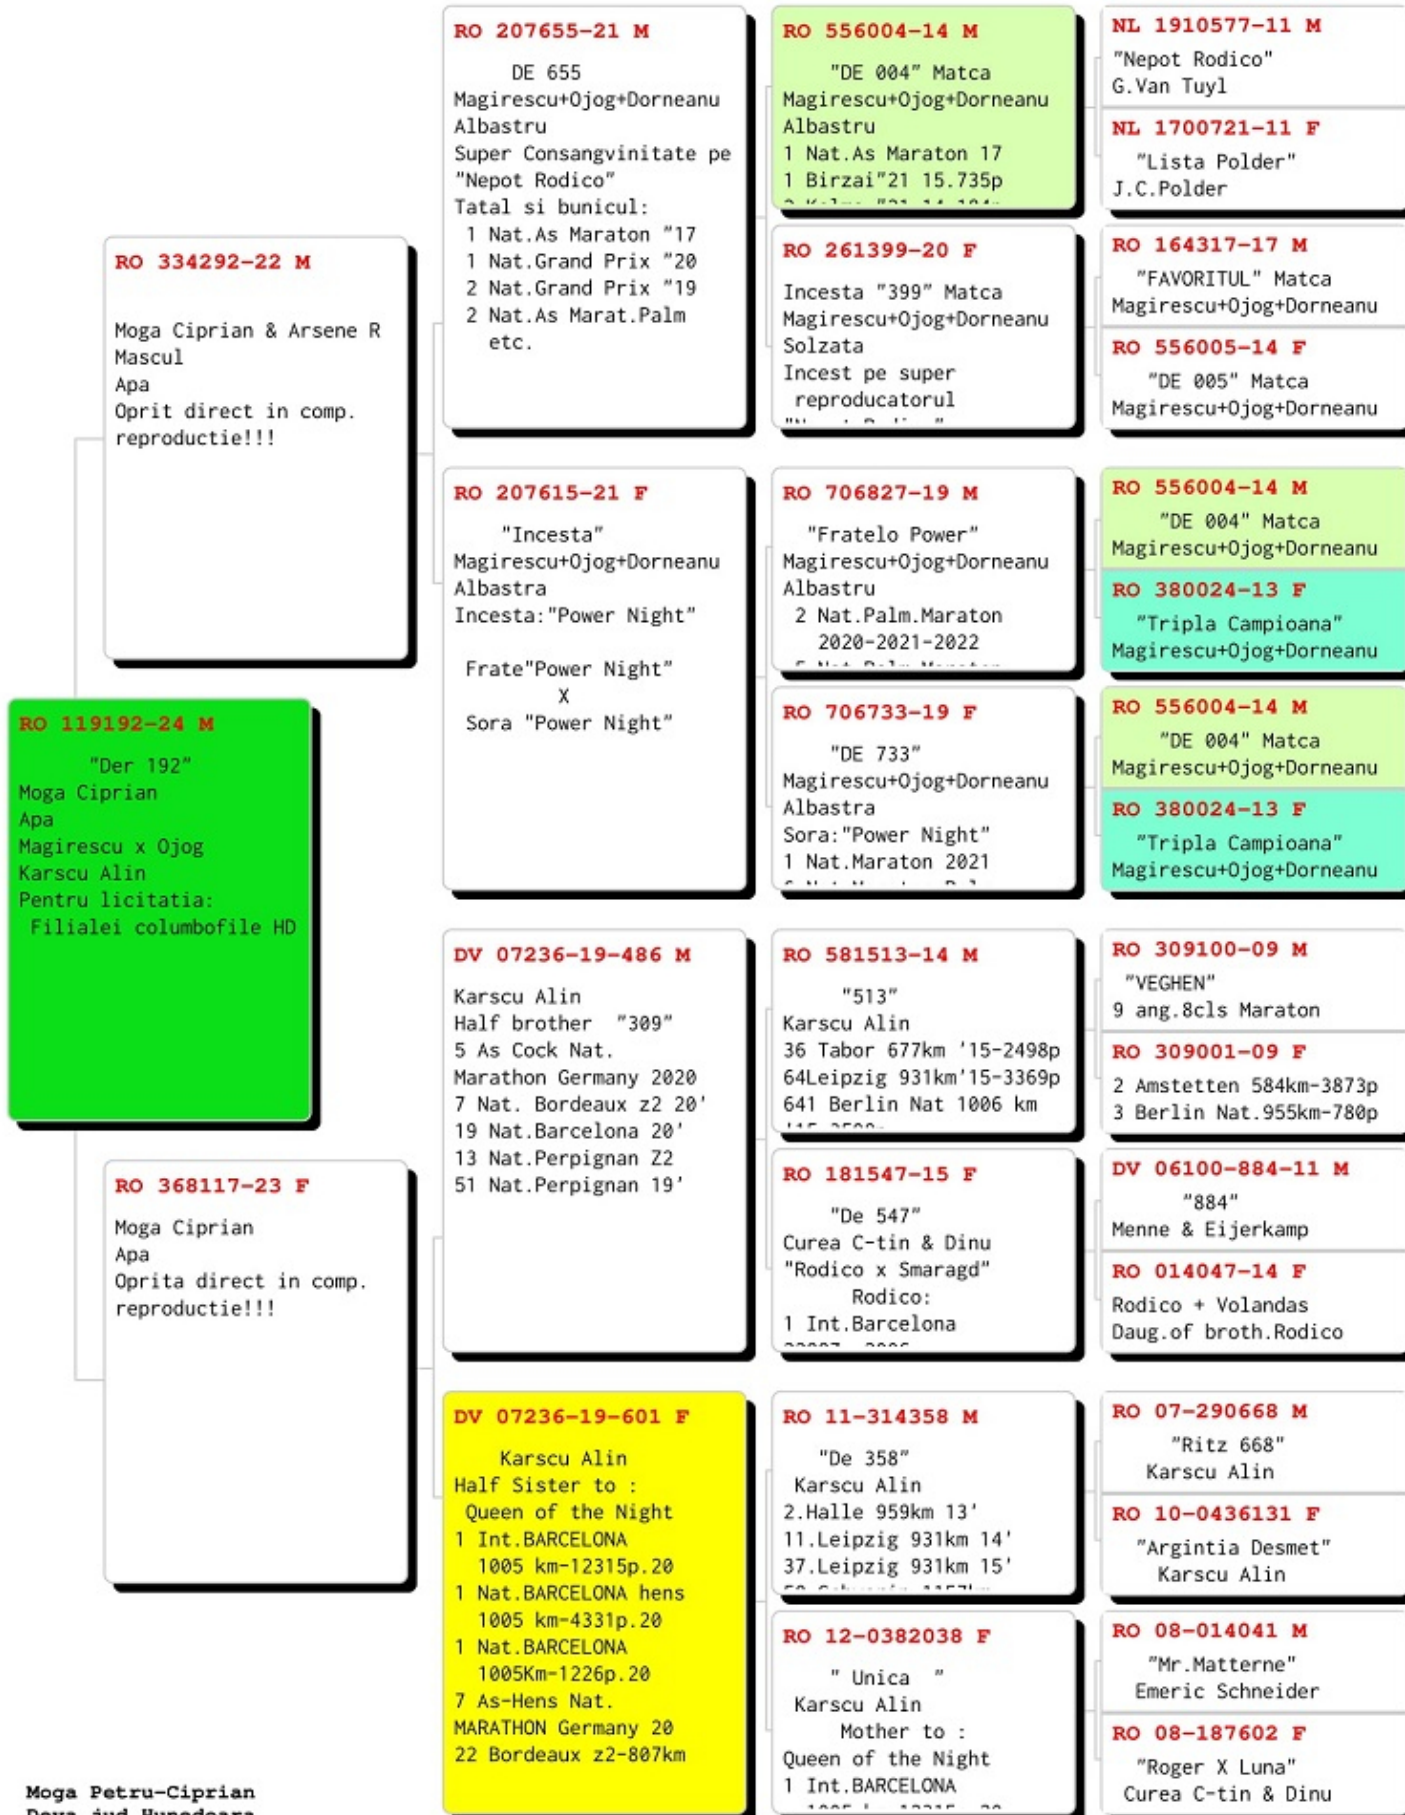 RO 119192-24 M
"Der 192"
Moga Ciprian
Apa
Magirescu x Ojog
Karscu Alin
Pentru licitatia:
Filialei columbofile HD
RO 334292-22 M
Moga Ciprian & Arsene R
Mascul
Apa
Oprit direct in comp.
reproductie!!!
RO 368117-23 F
Moga Ciprian
Apa
Oprita direct in comp.
reproductie!!!
RO 207655-21 M
DE 655
Magirescu+Ojog+Dorneanu
Albastru
Super Consangvinitate pe
"Nepot Rodico"
Tatal si bunicul:
1 Nat.As Maraton "17
1 Nat.Grand Prix "20
2 Nat.Grand Prix "19
2 Nat.As Marat.Palm
etc.
RO 207615-21 F
"Incesta"
Magirescu+Ojog+Dorneanu
Albastra
Incesta:"Power Night"
Frate"Power Night"
X
Sora "Power Night"
DV 07236-19-486 M
Karscu Alin
Half brother "309"
5 As Cock Nat.
Marathon Germany 2020
7 Nat. Bordeaux z2 20'
19 Nat.Barcelona 20'
13 Nat.Perpignan Z2
51 Nat.Perpignan 19'
DV 07236-19-601 F
Karscu Alin
Half Sister to :
Queen of the Night
1 Int.BARCELONA
1005 km-12315p.20
1 Nat.BARCELONA hens
1005 km-4331p.20
1 Nat.BARCELONA
1005Km-1226p.20
7 As-Hens Nat.
MARATHON Germany 20
22 Bordeaux z2-807km
RO 556004-14 M
"DE 004" Matca
Magirescu+Ojog+Dorneanu
Albastru
1 Nat.As Maraton 17
1 Birzai"21 15.735p
RO 261399-20 F
Incesta "399" Matca
Magirescu+Ojog+Dorneanu
Solzata
Incest pe super
reproducatorul
RO 706827-19 M
"Fratelo Power"
Magirescu+Ojog+Dorneanu
Albastru
2 Nat.Palm.Maraton
2020-2021-2022
RO 706733-19 F
"DE 733"
Magirescu+Ojog+Dorneanu
Albastra
Sora:"Power Night"
1 Nat.Maraton 2021
RO 581513-14 M
"513"
Karscu Alin
36 Tabor 677km '15-2498p
64Leipzig 931km'15-3369p
641 Berlin Nat 1006 km
RO 181547-15 F
"De 547"
Curea C-tin & Dinu
"Rodico x Smaragd"
Rodico:
1 Int.Barcelona
RO 11-314358 M
"De 358"
Karscu Alin
2.Halle 959km 13'
11.Leipzig 931km 14'
37.Leipzig 931km 15'
RO 12-0382038 F
" Unica "
Karscu Alin
Mother to :
Queen of the Night
1 Int.BARCELONA
NL 1910577-11 M
"Nepot Rodico"
G.Van Tuyl
NL 1700721-11 F
"Lista Polder"
J.C.Polder
RO 164317-17 M
"FAVORITUL" Matca
Magirescu+Ojog+Dorneanu
RO 556005-14 F
"DE 005" Matca
Magirescu+Ojog+Dorneanu
RO 556004-14 M
"DE 004" Matca
Magirescu+Ojog+Dorneanu
RO 380024-13 F
"Tripla Campioana"
Magirescu+Ojog+Dorneanu
RO 556004-14 M
"DE 004" Matca
Magirescu+Ojog+Dorneanu
RO 380024-13 F
"Tripla Campioana"
Magirescu+Ojog+Dorneanu
RO 309100-09 M
"VEGHEN"
9 ang.8cls Maraton
RO 309001-09 F
2 Amstetten 584km-3873p
3 Berlin Nat.955km-780p
DV 06100-884-11 M
"884"
Menne & Eijerkamp
RO 014047-14 F
Rodico + Volandas
Daug.of broth.Rodico
RO 07-290668 M
"Ritz 668"
Karscu Alin
RO 10-0436131 F
"Argintia Desmet"
Karscu Alin
RO 08-014041 M
"Mr.Matterne"
Emeric Schneider
RO 08-187602 F
"Roger X Luna"
Curea C-tin & Dinu
Moga Petru-Ciprian